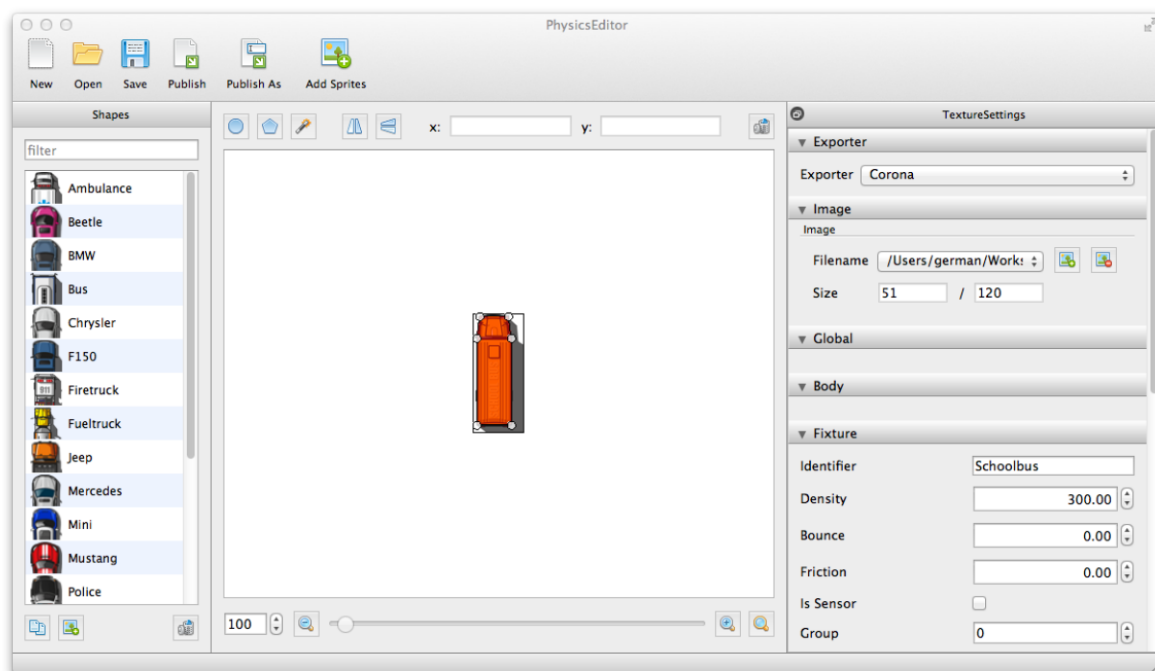 PhysicsEditor
New Open Save Publish Publish As Add Sprites
Shapes
filter
Ambulance
Beetle
BMW
Bus
Chrysler
F150
911
Firetruck
Fueltruck
Jeep
Mercedes
Mini
Mustang
Police
x: y:
100
TextureSettings
Exporter
Exporter Corona
Image
Image
Filename /Users/german/Works
Size 51 / 120
Global
Body
Fixture
Identifier Schoolbus
Density 300.00
Bounce 0.00
Friction 0.00
Is Sensor
Group 0